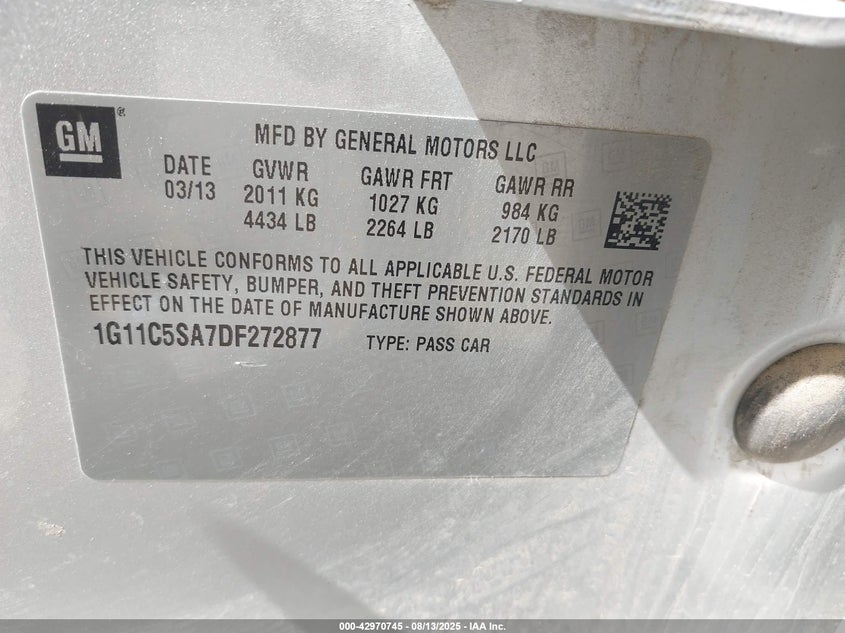 GM
MFD BY GENERAL MOTORS LLC
DATE GVWR GAWR FRT GAWR RR
03/13 2011 KG 1027 KG 984 KG
4434 LB 2264 LB 2170 LB
THIS VEHICLE CONFORMS TO ALL APPLICABLE U.S. FEDERAL MOTOR
VEHICLE SAFETY, BUMPER, AND THEFT PREVENTION STANDARDS IN
EFFECT ON THE DATE OF MANUFACTURE SHOWN ABOVE.
1G11C5SA7DF272877 TYPE: PASS CAR
000-42970745 - 08/13/2025 - IAA Inc.